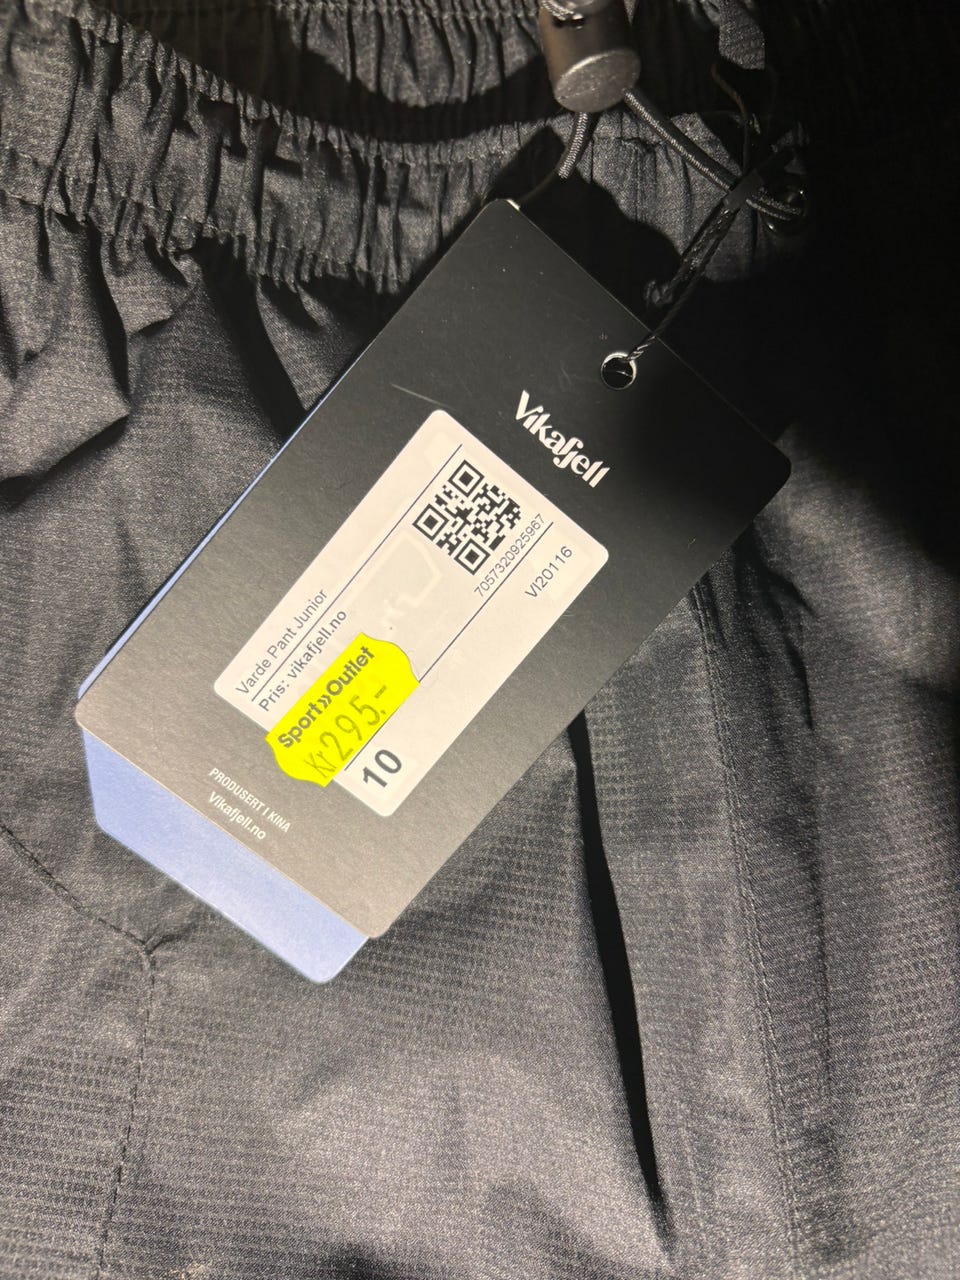 Vikafjell
7057320925967
VI20116
Varde Pant Junior
Pris: vikafjell.no
Sport»Outlet
Kr295.-
10
PRODUSERT I KINA
Vikafjell.no